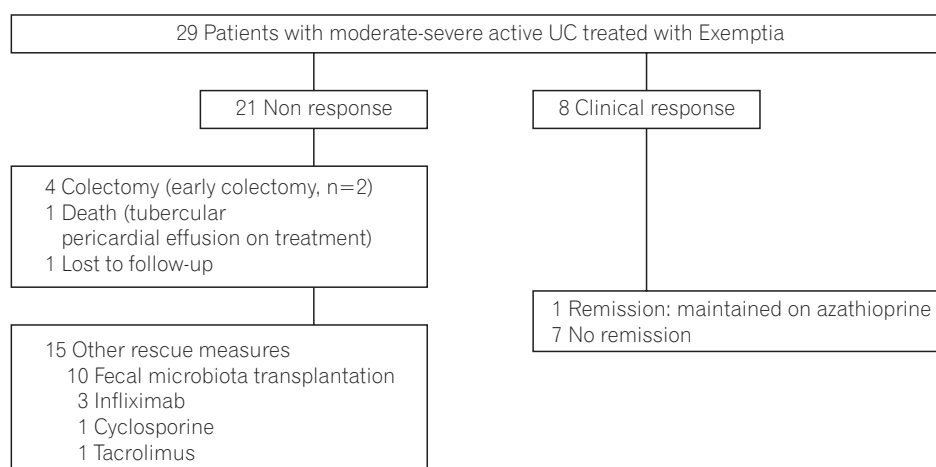 29 Patients with moderate-severe active UC treated with Exemptia
21 Non response
8 Clinical response
4 Colectomy (early colectomy, n=2)
1 Death (tubercular
pericardial effusion on treatment)
1 Lost to follow-up
1 Remission: maintained on azathioprine
7 No remission
15 Other rescue measures
10 Fecal microbiota transplantation
3 Infliximab
1 Cyclosporine
1 Tacrolimus